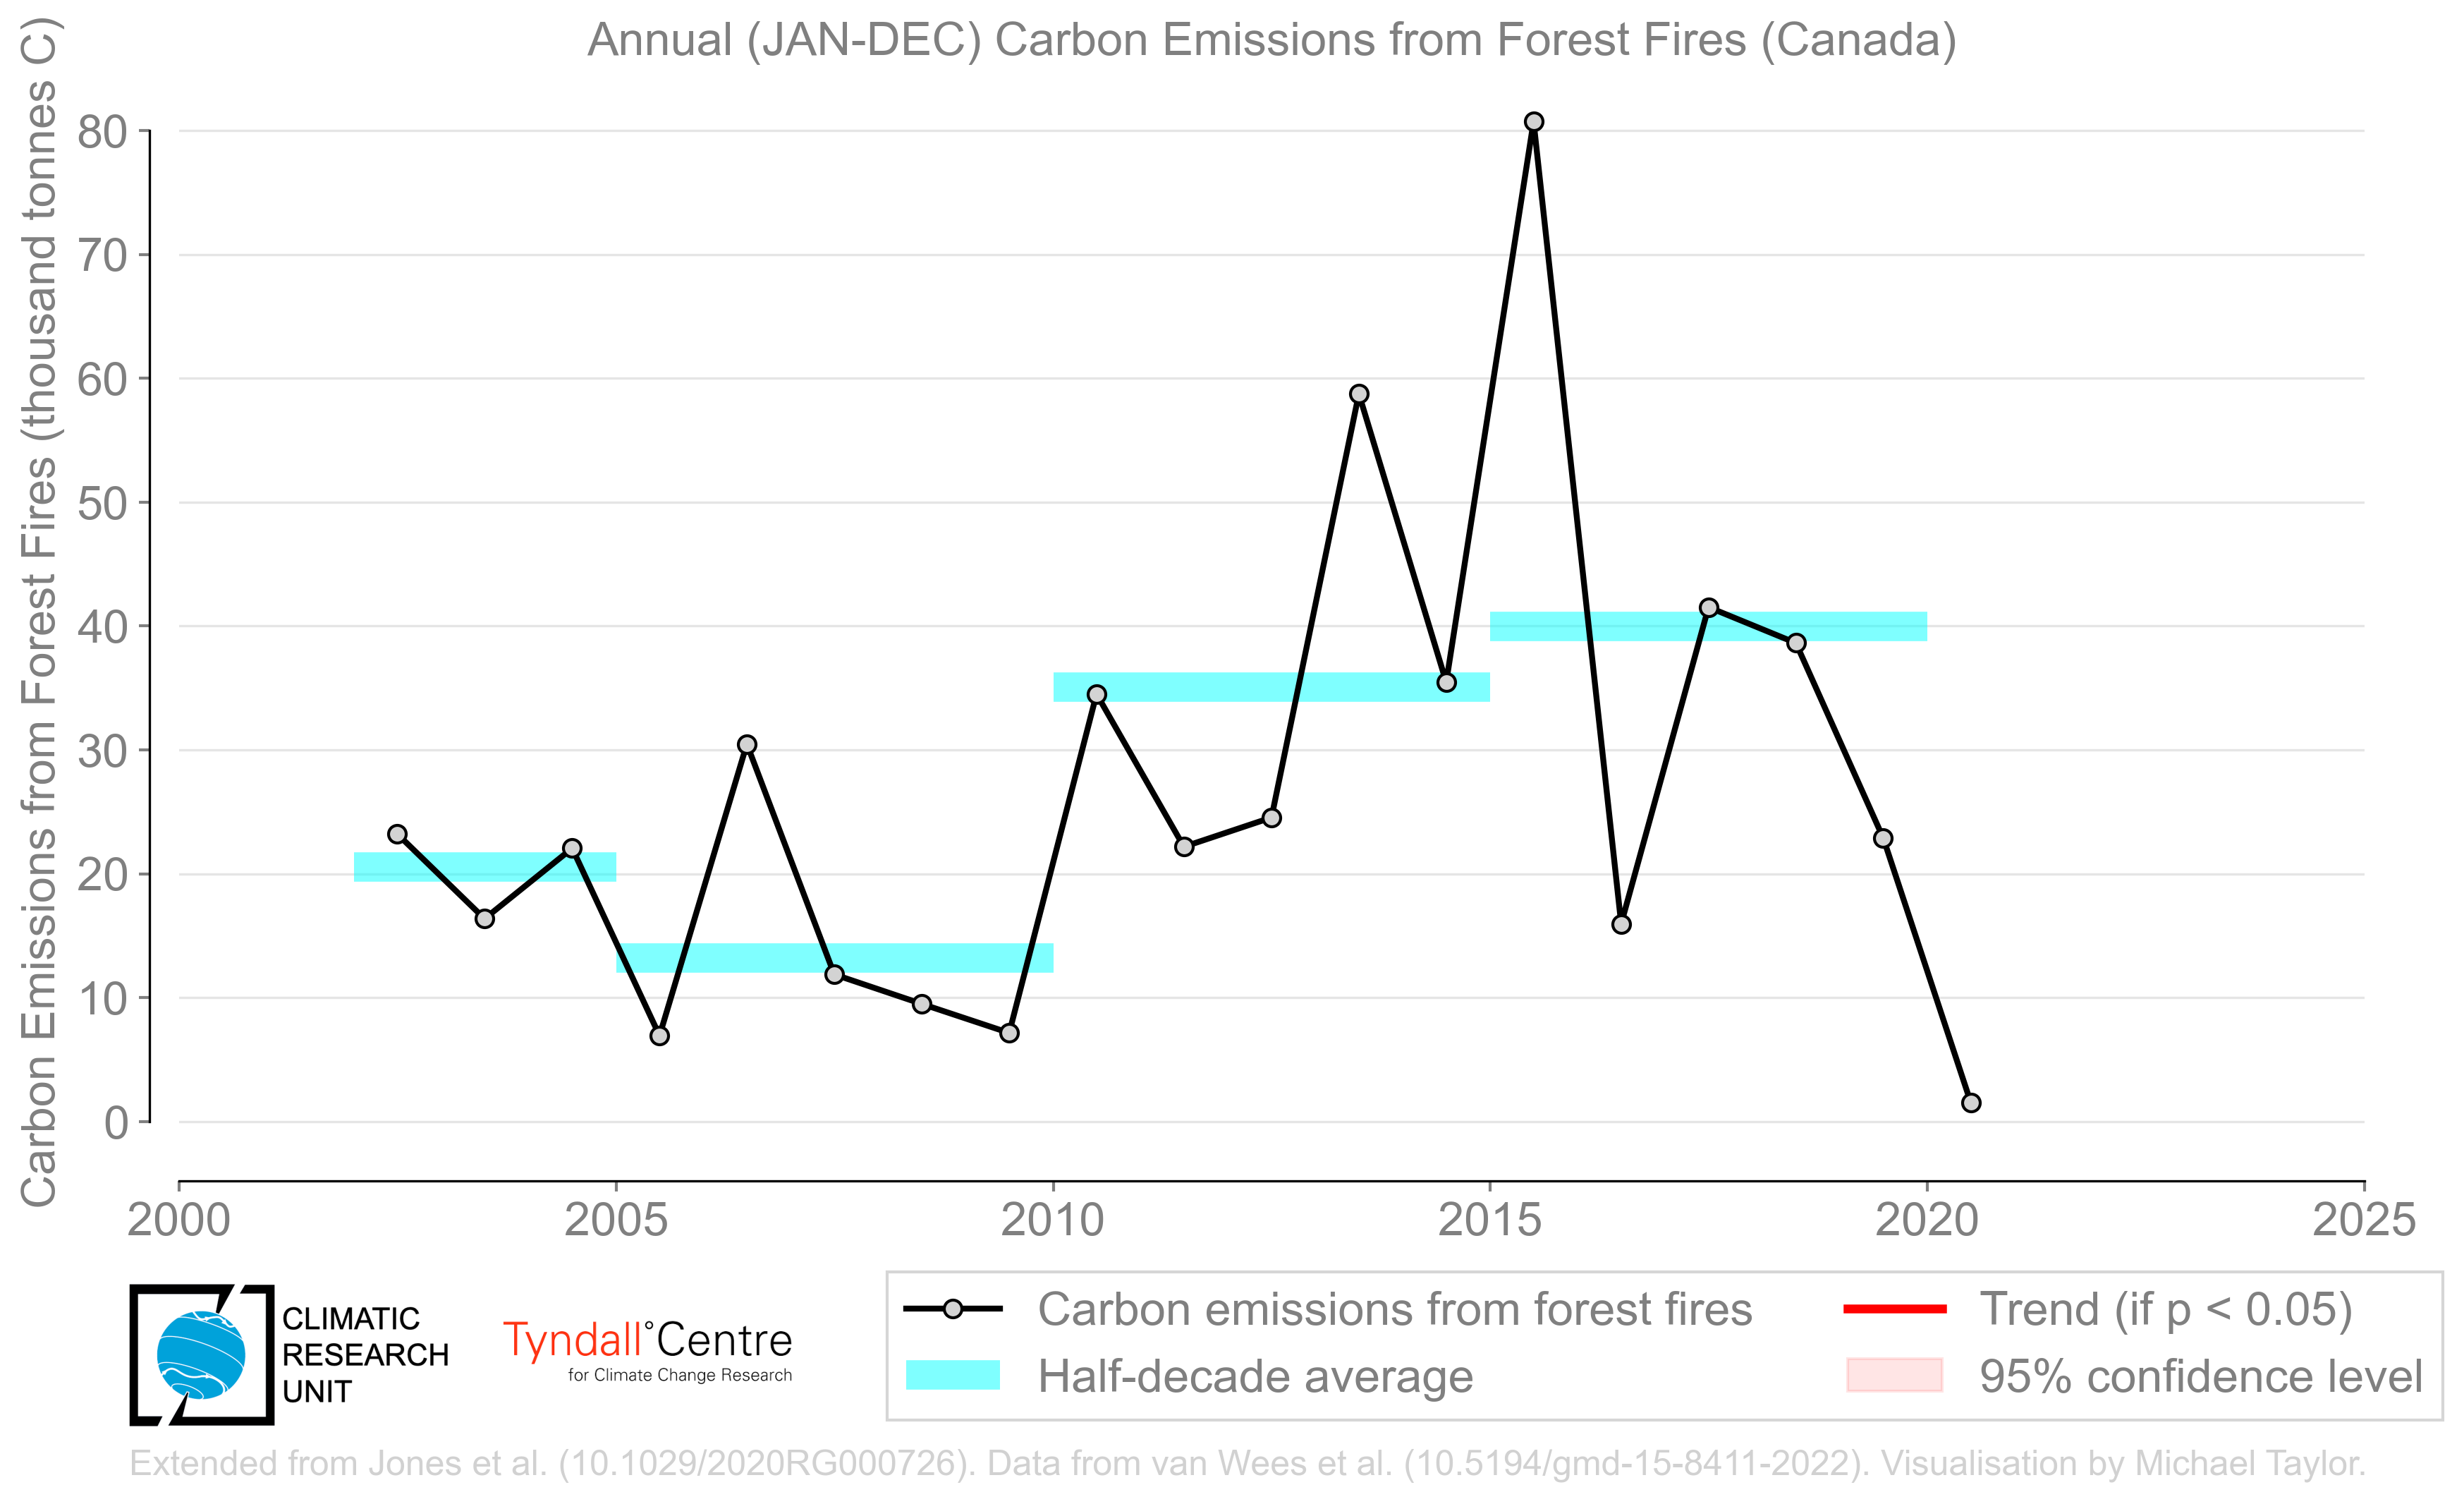 Annual (JAN-DEC) Carbon Emissions from Forest Fires (Canada)
Carbon Emissions from Forest Fires (thousand tonnes C)
80
70
60
50
40
30
20
10
0
2000 2005 2010 2015 2020 2025
CLIMATIC
RESEARCH
UNIT
Tyndall°Centre
for Climate Change Research
Carbon emissions from forest fires
Half-decade average
Trend (if p < 0.05)
95% confidence level
Extended from Jones et al. (10.1029/2020RG000726). Data from van Wees et al. (10.5194/gmd-15-8411-2022). Visualisation by Michael Taylor.